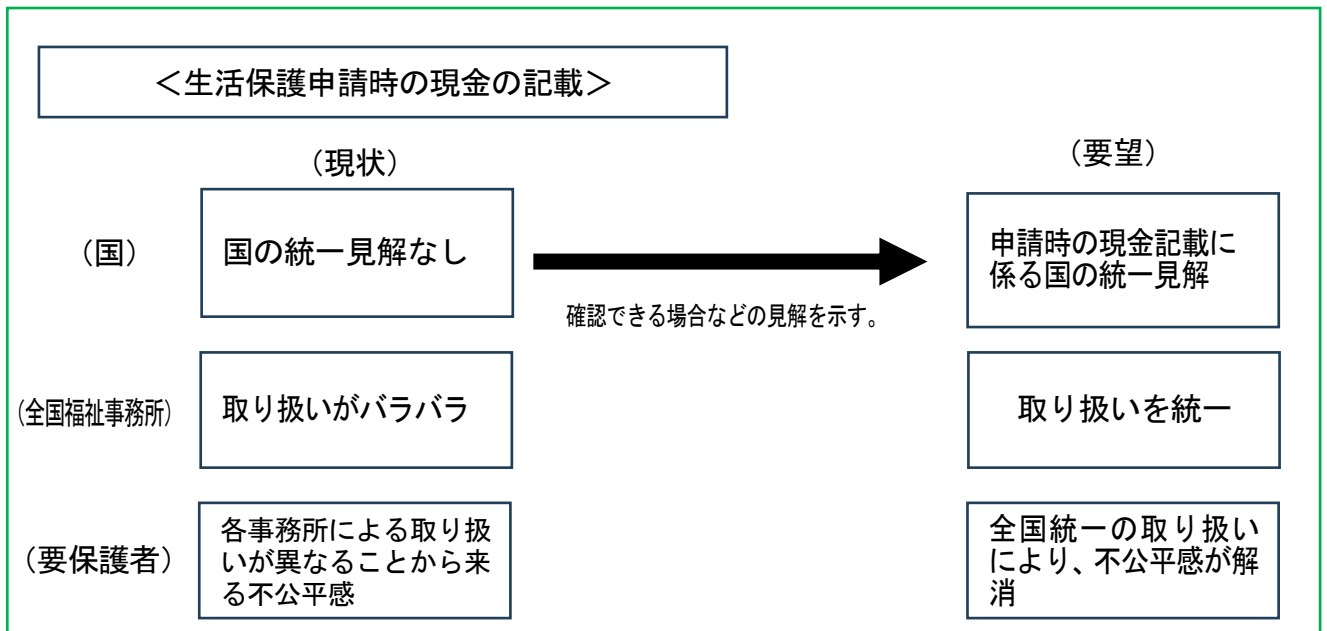 ＜生活保護申請時の現金の記載＞
（現状）
（要望）
（国）
国の統一見解なし
申請時の現金記載に
係る国の統一見解
確認できる場合などの見解を示す。
（全国福祉事務所）
取り扱いがバラバラ
取り扱いを統一
（要保護者）
各事務所による取り扱
いが異なることから来
る不公平感
全国統一の取り扱い
により、不公平感が解
消